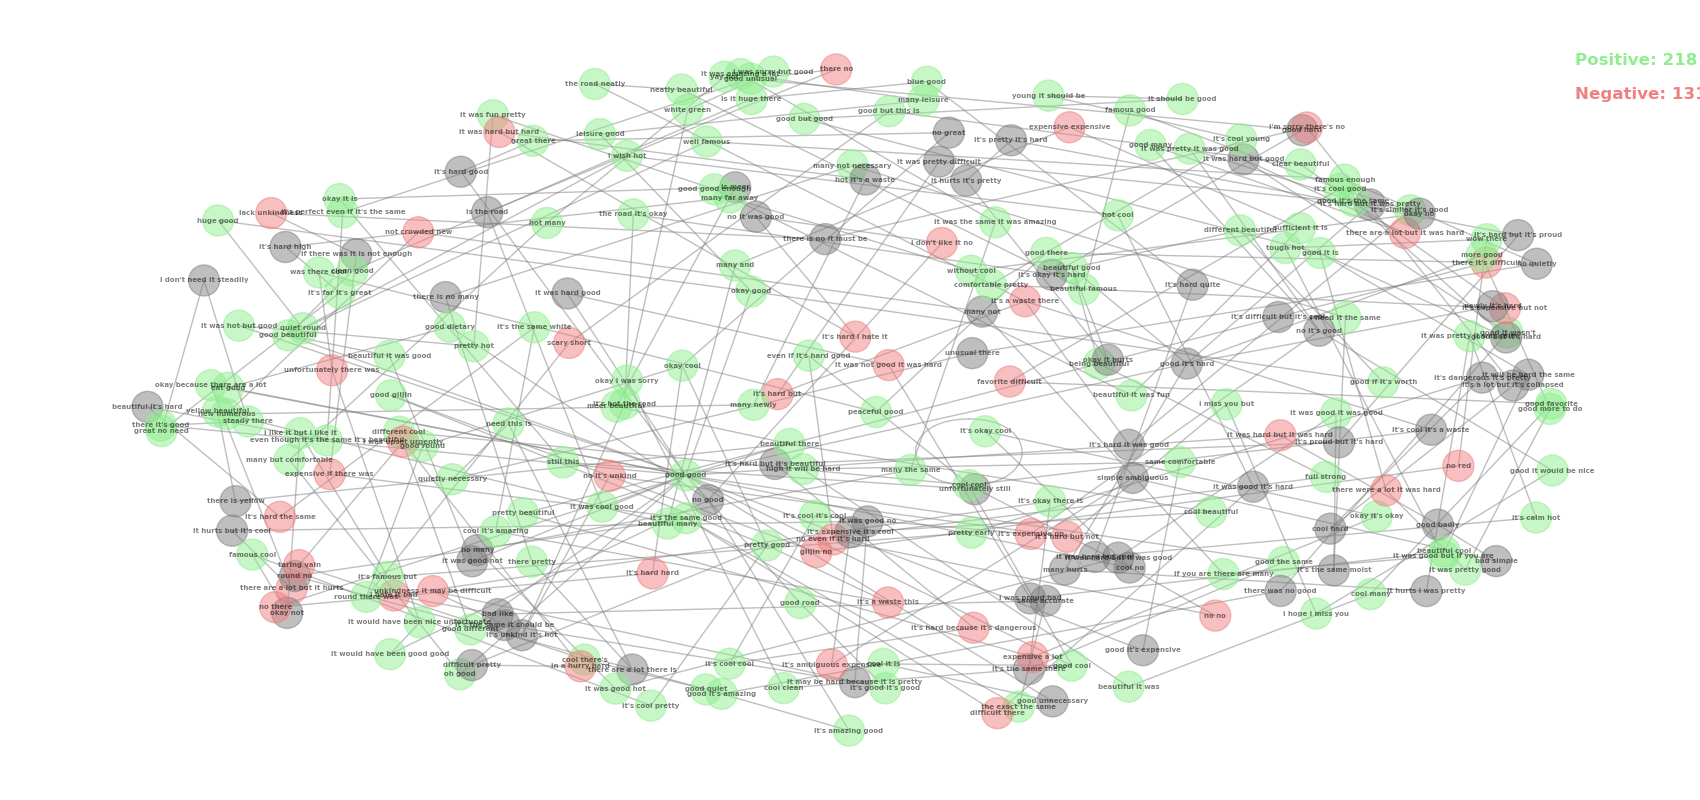 Positive: 218
Negative: 131
there no
I was sorry but good
good unusual
the road neatly
neatly beautiful
is it huge there
white green
blue good
many leisure
young it should be
it should be good
famous good
good but this is
good but good
it was fun pretty
it was hard but hard
great there
leisure good
well famous
I wish hot
no great
it's pretty it's hard
expensive expensive
I'm sorry there's no
good hard
it's cool young
good many
it was pretty it was good
it was hard but good
clear beautiful
it's hard good
many not necessary
hot it's a waste
it was pretty difficult
it hurts it's pretty
famous enough
it's cool good
good it's the same
it's hard but it was pretty
it's similar it's good
okay no
okay it is
good good enough
is meer
many far away
huge good
lack unkindness
it's perfect even if it's the same
is the road
the road it's okay
no it was good
hot cool
hot many
it was the same it was amazing
not crowded new
different beautiful
sufficient it is
there are a lot but it was hard
it's hard but it's proud
wow there
it's hard high
if there was it is not enough
there is no it must be
I don't like it no
good there
tough hot
good it is
more good
there it's difficult
no quietly
was there cool
clean good
many and
without cool
it's okay it's hard
beautiful good
I don't need it steadily
it's far it's great
there is no many
it was hard good
okay good
comfortable pretty
beautiful famous
it's hard quite
it's a waste there
many not
it's expensive but not
it was hot but good
quiet round
good beautiful
good dietary
it's the same white
it's difficult but it's cool
need it the same
no it's good
good it wasn't
pretty hot
scary short
it's hard I hate it
beautiful it was good
even if it's hard good
unusual there
okay it hurts
being beautiful
good it's hard
unfortunately there was
okay cool
it was not good it was hard
it will be hard the same
it's dangerous it's pretty
it's a lot but it's collapsed
okay because there are a lot
eat good
okay I was sorry
favorite difficult
good if it's worth
good giljin
it's hard but
beautiful it was fun
beautiful it's hard
yellow beautiful
new numerous
steady there
it's hot the road
meet beautiful
many newly
peaceful good
I miss you but
it was good it was good
good favorite
good more to do
there it's good
great no need
need this is
I like it but I like it
even though it's the same it's beautiful
different cool
I was upset urgently
good round
it's okay cool
it was hard but it was hard
it's proud but it's hard
it's cool it's a waste
beautiful there
it's hard it was good
many but comfortable
expensive if there was
still this
it's hard but it's beautiful
high it will be hard
many the same
same comfortable
no red
good it would be nice
quietly necessary
no it's unkind
good good
cool cool
unfortunately still
simple ambiguous
full strong
it was good it's hard
there were a lot it was hard
there is yellow
no good
it's okay there is
it was cool good
pretty beautiful
it's hard the same
it's the same good
beautiful many
it's cool it's cool
it was good no
cool beautiful
okay it's okay
it's calm hot
it hurts but it's cool
cool it's amazing
it's expensive it's cool
no even if it's hard
pretty early
it's expensive no
it's hard but not
cool hard
good badly
famous cool
no many
it was good not
there pretty
pretty good
giljin no
cool no
many hurts
good the same
it was good but if you are
beautiful cool
bad simple
it was pretty good
taring vain
round no
there are a lot but it hurts
it's famous but
it's hard hard
if you are there are many
it's the same moist
round there was
unkindness it may be difficult
there was no good
cool many
it hurts I was pretty
no there
okay not
good road
it's a waste this
I was proud bad
same accurate
no no
I hope I miss you
bad like
it would have been nice unfortunate
good different
it's unkind it's hot
it's hard because it's dangerous
it would have been good good
difficult pretty
oh good
cool there's
in a hurry hard
there are a lot there is
it's cool cool
it's ambiguous expensive
cool it is
expensive a lot
it's the same there
good cool
good it's expensive
it was good hot
good quiet
good it's amazing
cool clean
it may be hard because it is pretty
it's good it's good
beautiful it was
it's cool pretty
good unnecessary
the exact the same
difficult there
it's amazing good